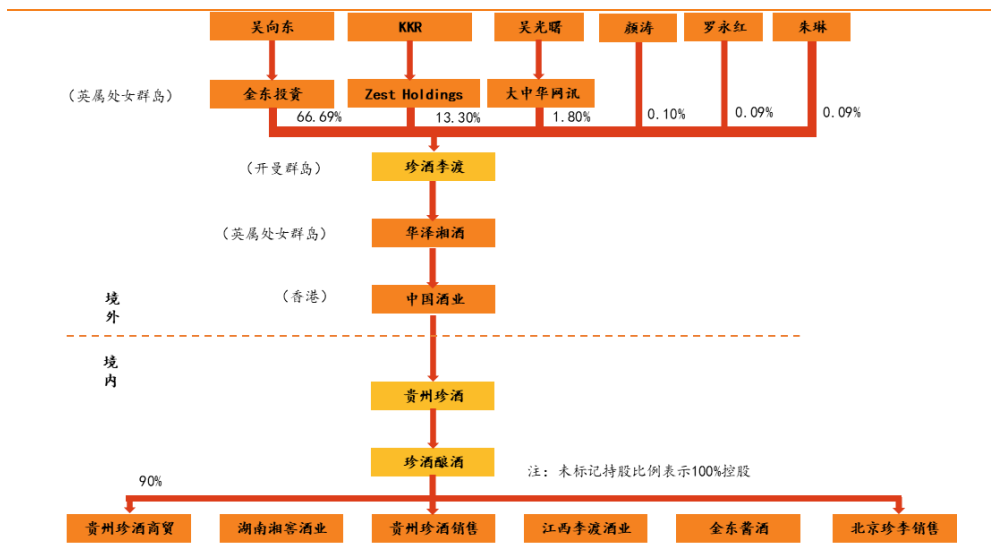 吴向东 KKR 吴光曙 颜涛 罗永红 朱琳
(英属处女群岛) 金东投资 Zest Holdings 大中华网讯
66.69% 13.30% 1.80% 0.10% 0.09% 0.09%
(开曼群岛) 珍酒李渡
(英属处女群岛) 华泽湘酒
(香港) 中国酒业
境
外
境
内
贵州珍酒
珍酒酿酒
注：未标记持股比例表示100%控股
90%
贵州珍酒商贸 湖南湘窖酒业 贵州珍酒销售 江西李渡酒业 金东酱酒 北京珍李销售